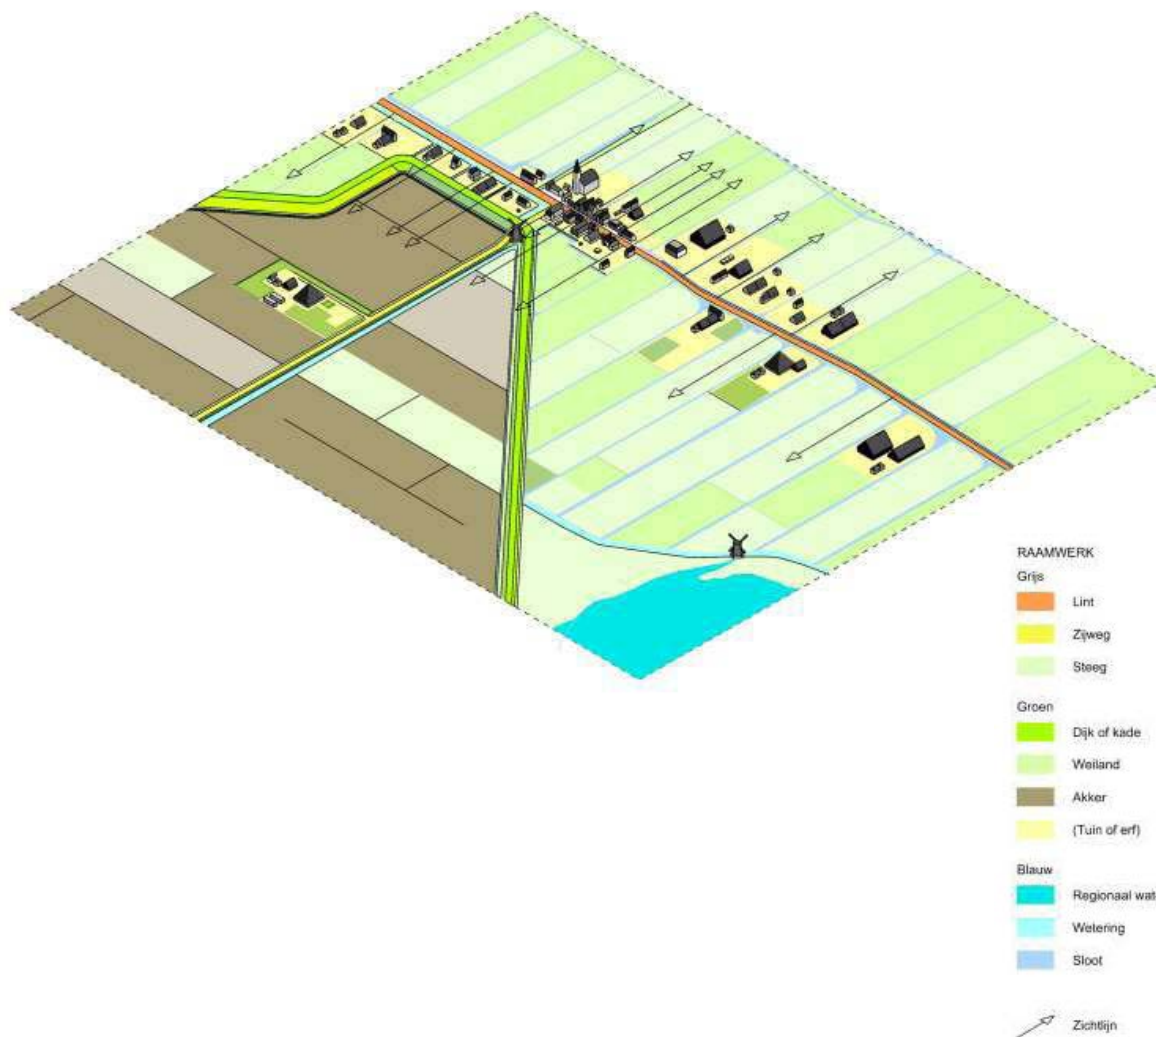 RAAMWERK
Grijs
Lint
Zijweg
Steeg
Groen
Dijk of kade
Weiland
Akker
(Tuin of erf)
Blauw
Regionaal wat
Wetering
Sloot
Zichtlijn